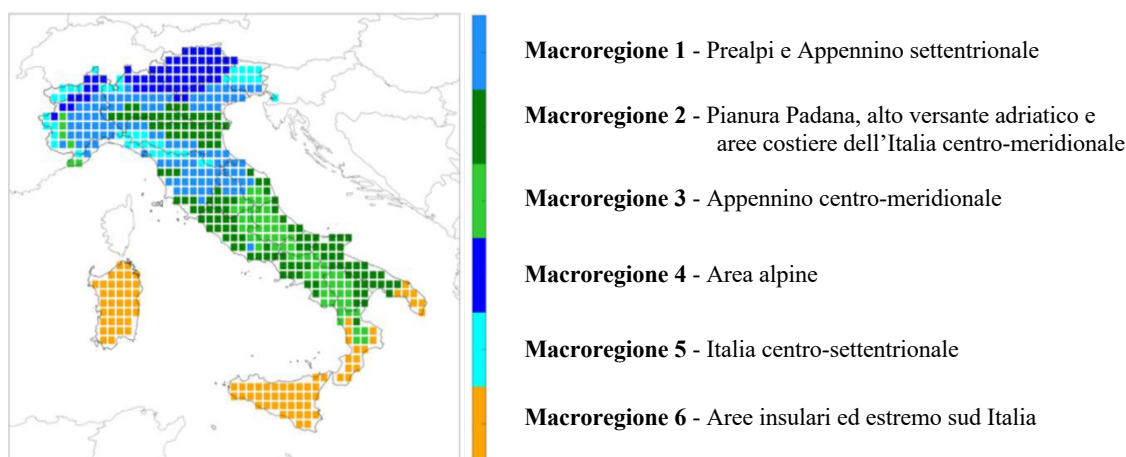 Macroregione 1 - Prealpi e Appennino settentrionale
Macroregione 2 - Pianura Padana, alto versante adriatico e
aree costiere dell'Italia centro-meridionale
Macroregione 3 - Appennino centro-meridionale
Macroregione 4 - Area alpine
Macroregione 5 - Italia centro-settentrionale
Macroregione 6 - Aree insulari ed estremo sud Italia